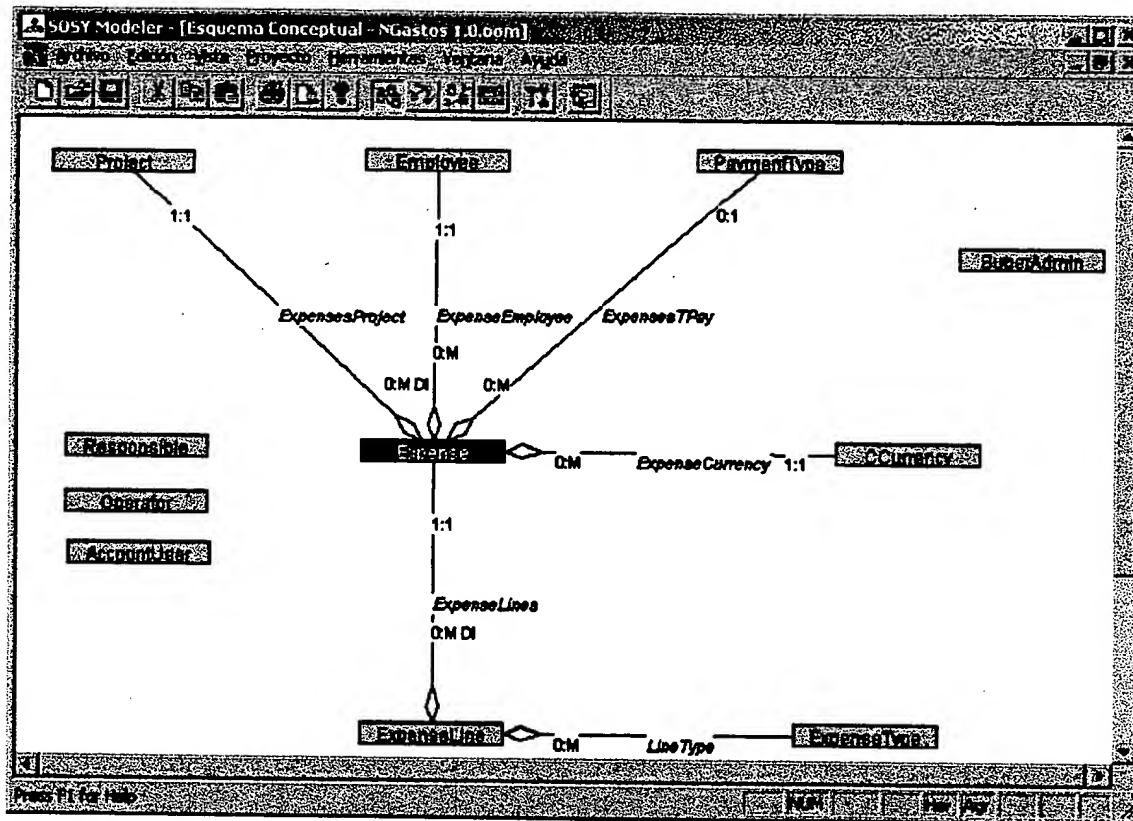 SOSY Modeler - [Esquema Conceptual - NGastos 1.0.oom]
Archivo Edicion Vista Proyecto Herramientas Ventana Ayuda
Project Employee PaymentType
1:1 1:1 0:1
SuperAdmin
ExpensesProject ExpenseEmployee ExpensesTPay
0:M
0:M DI 0:M
Responsible Expense CCurrency
0:M ExpenseCurrency 1:1
Operator
1:1
AccountUser
ExpenseLines
0:M DI
ExpenseLine ExpenseType
0:M LineType
Press F1 for Help NUM